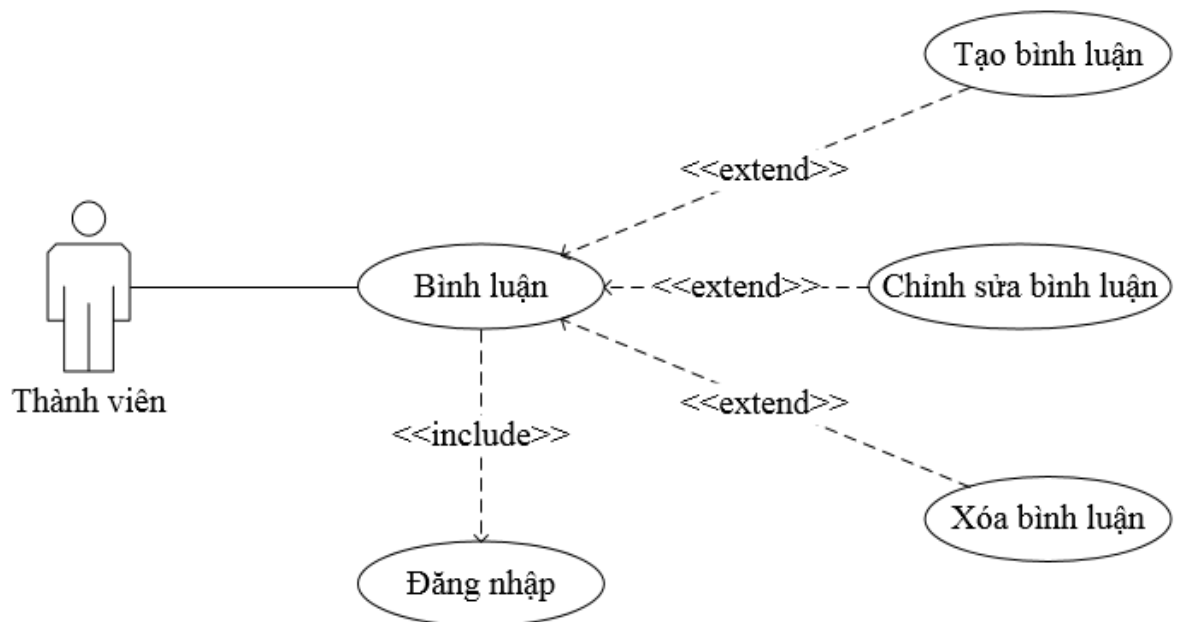 Tạo bình luận
<<extend>>
Bình luận
<<extend>>
Chỉnh sửa bình luận
Thành viên
<<extend>>
<<include>>
Xóa bình luận
Đăng nhập